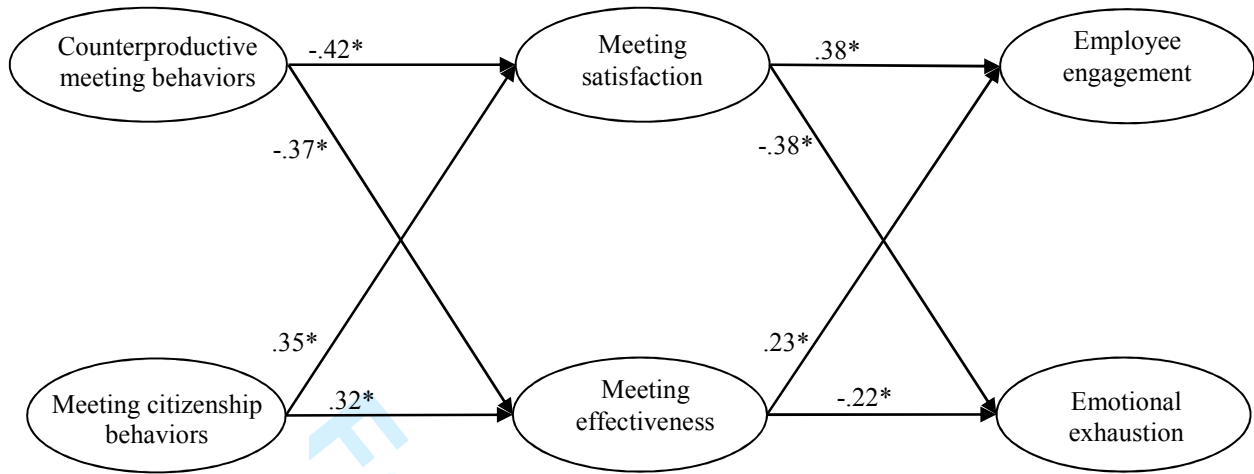 Counterproductive
meeting behaviors
-.42*
Meeting
satisfaction
.38*
Employee
engagement
-.37*
-.38*
.35*
.23*
Meeting citizenship
behaviors
.32*
Meeting
effectiveness
-.22*
Emotional
exhaustion